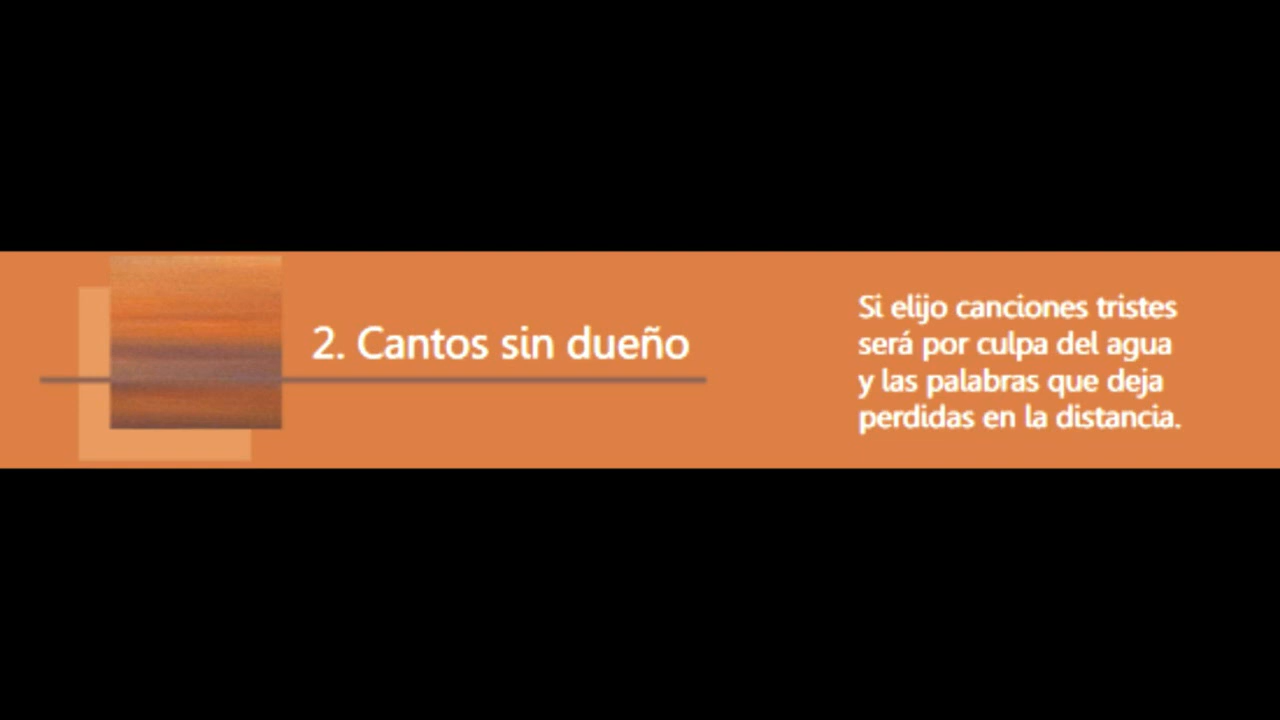 2. Cantos sin dueño
Si elijo canciones tristes
será por culpa del agua
y las palabras que deja
perdidas en la distancia.